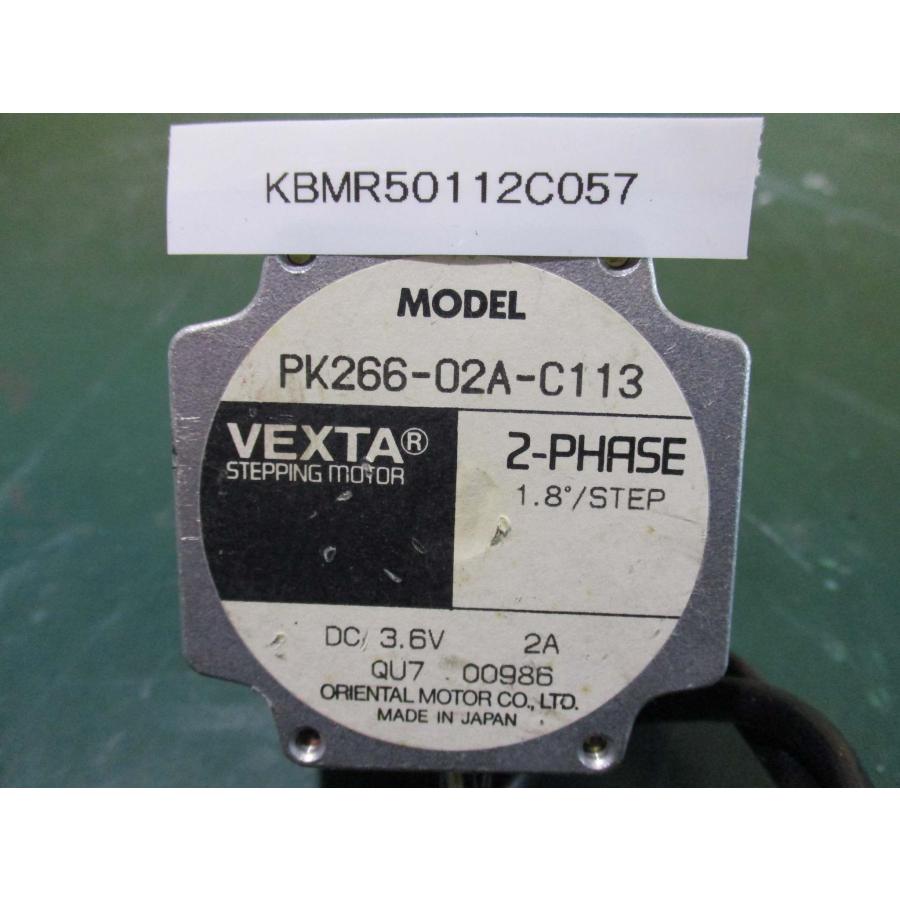 KBMR50112C057
MODEL
PK266-02A-C113
VEXTA®
STEPPING MOTOR
2-PHASE
1.8°/STEP
DC 3.6V 2A
QU7 00986
ORIENTAL MOTOR CO., LTD.
MADE IN JAPAN